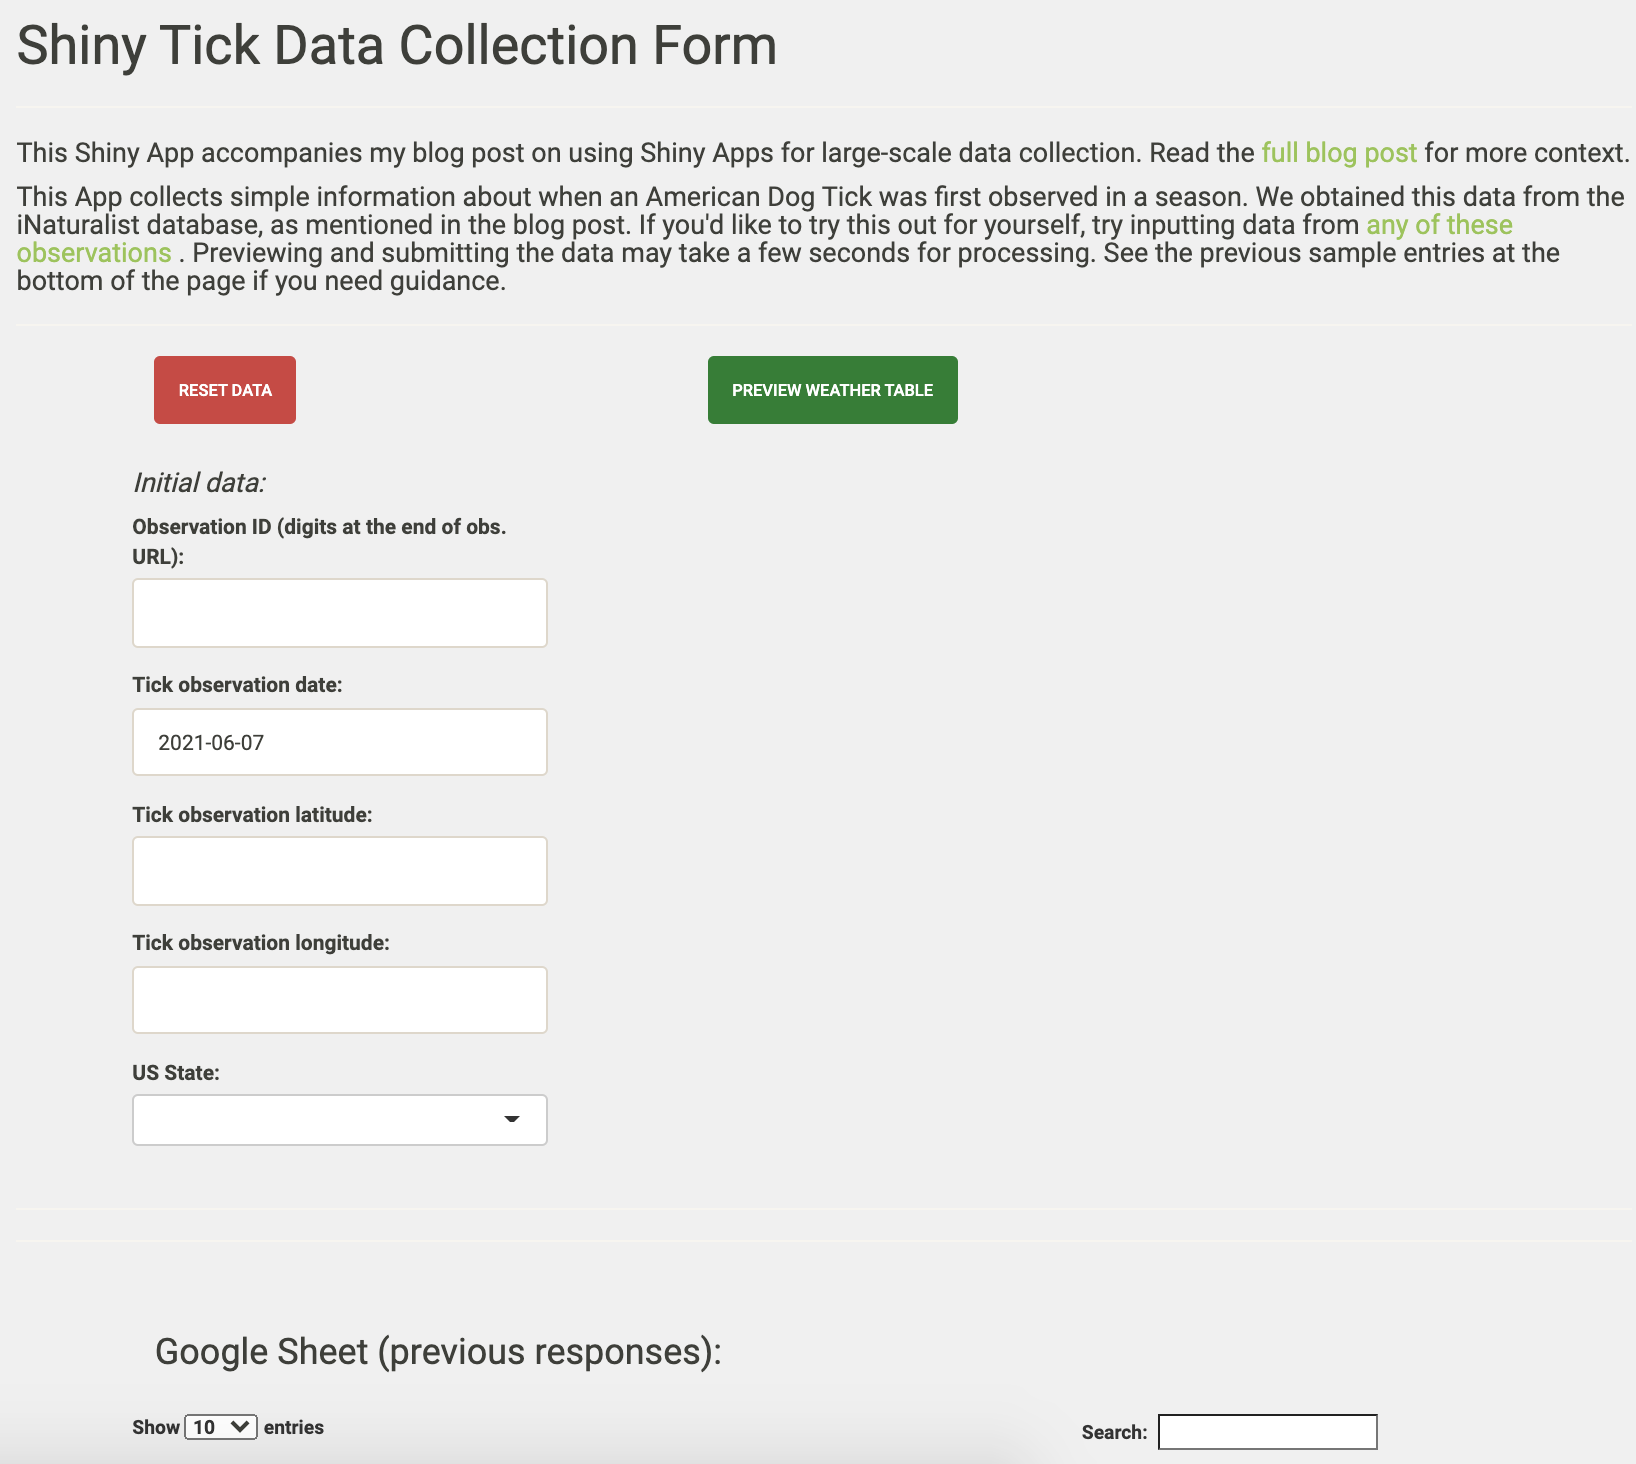 Shiny Tick Data Collection Form
This Shiny App accompanies my blog post on using Shiny Apps for large-scale data collection. Read the full blog post for more context.
This App collects simple information about when an American Dog Tick was first observed in a season. We obtained this data from the
iNaturalist database, as mentioned in the blog post. If you'd like to try this out for yourself, try inputting data from any of these
observations . Previewing and submitting the data may take a few seconds for processing. See the previous sample entries at the
bottom of the page if you need guidance.
RESET DATA
PREVIEW WEATHER TABLE
Initial data:
Observation ID (digits at the end of obs.
URL):
Tick observation date:
2021-06-07
Tick observation latitude:
Tick observation longitude:
US State:
Google Sheet (previous responses):
Show 10 entries
Search: